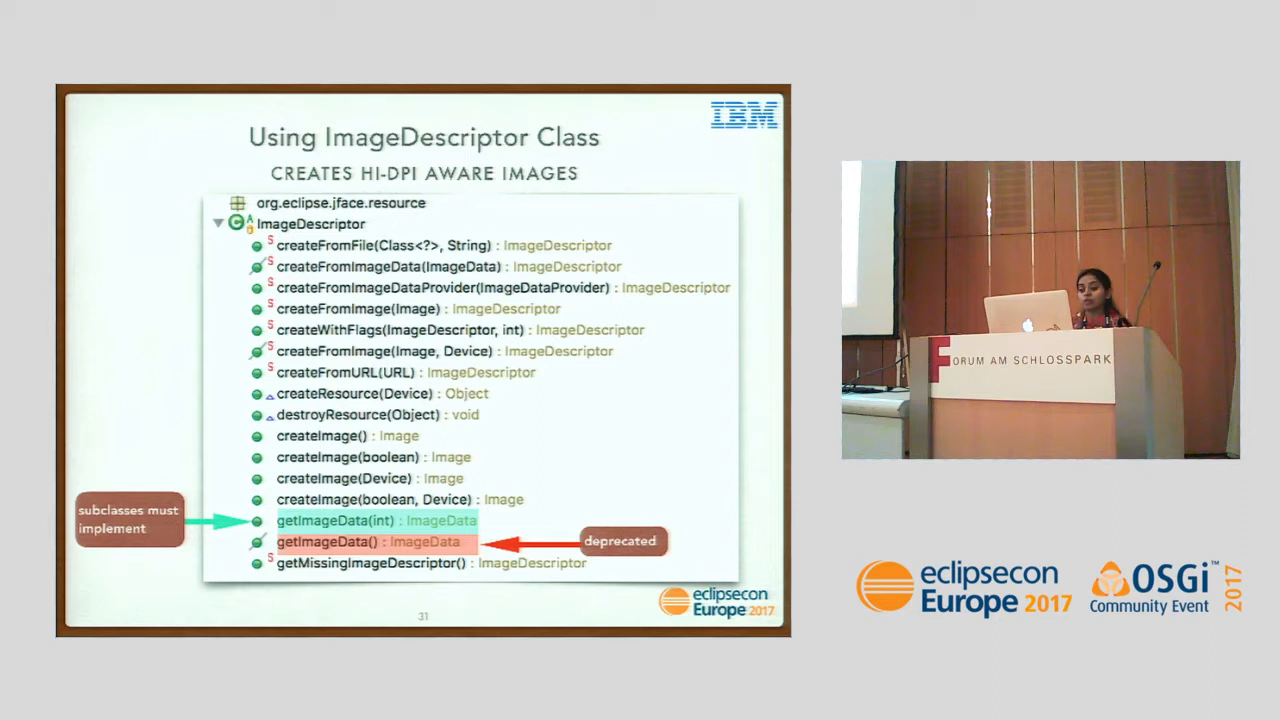 IBM
Using ImageDescriptor Class
CREATES HI-DPI AWARE IMAGES
org.eclipse.jface.resource
ImageDescriptor
createFromFile(Class<?>, String) : ImageDescriptor
createFromImageData(ImageData) : ImageDescriptor
createFromImageDataProvider(ImageDataProvider) : ImageDescriptor
createFromImage(Image) : ImageDescriptor
createWithFlags(ImageDescriptor, int) : ImageDescriptor
createFromImage(Image, Device) : ImageDescriptor
createFromURL(URL) : ImageDescriptor
createResource(Device) : Object
destroyResource(Object) : void
createImage() : Image
createImage(boolean) : Image
createImage(Device) : Image
createImage(boolean, Device) : Image
subclasses must
implement
getImageData(int) : ImageData
getImageData() : ImageData
deprecated
getMissingImageDescriptor() : ImageDescriptor
eclipsecon
Europe 2017
31
FORUM AM SCHLOSSPARK
eclipsecon
Europe 2017
OSGi™
Community Event
2017